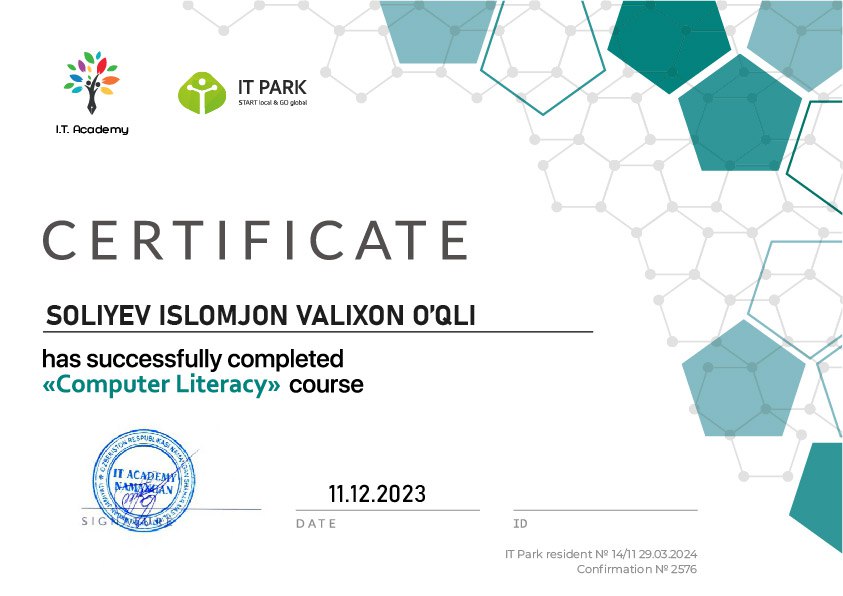 I.T. Academy
IT PARK
START local & GO global
CERTIFICATE
SOLIYEV ISLOMJON VALIXON O'QLI
has successfully completed
«Computer Literacy» course
IT ACADEMY
NAMANGAN
11.12.2023
SIGNATURE
DATE
ID
IT Park resident № 14/11 29.03.2024
Confirmation № 2576